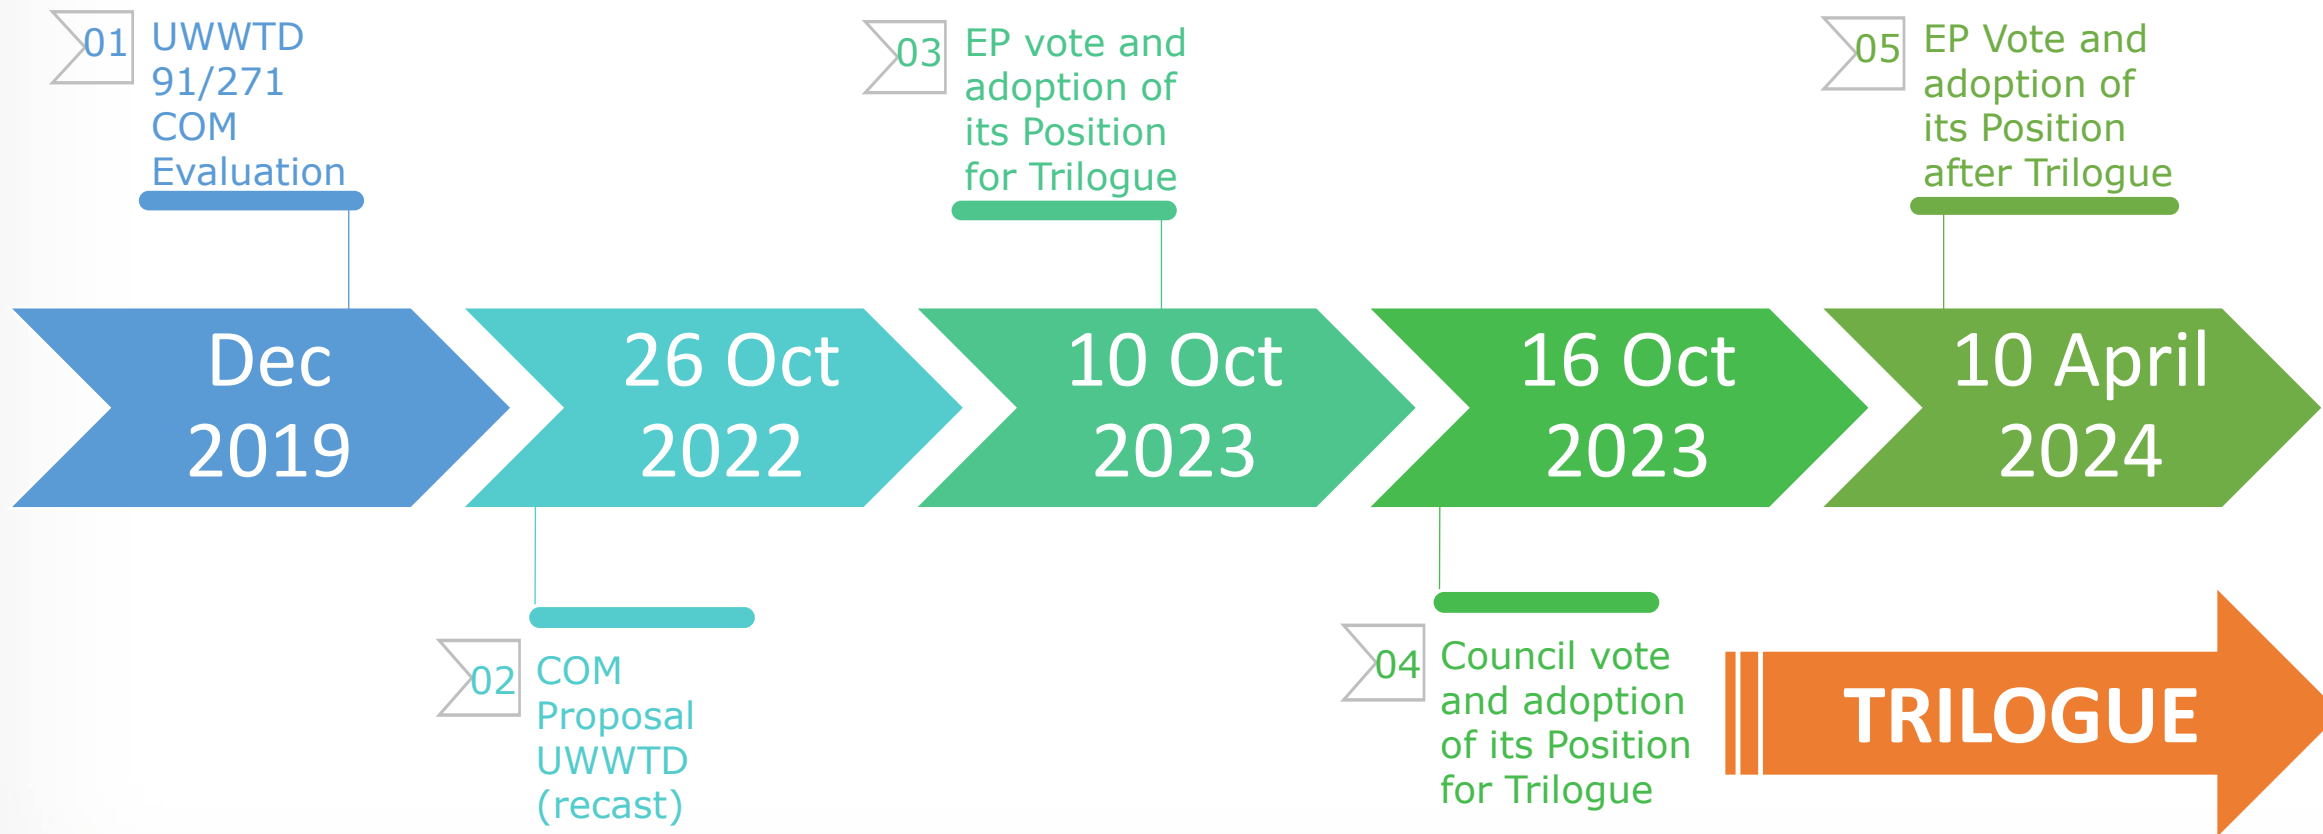 01
UWWTD
91/271
COM
Evaluation
03
EP vote and
adoption of
its Position
for Trilogue
05
EP Vote and
adoption of
its Position
after Trilogue
Dec
2019
26 Oct
2022
10 Oct
2023
16 Oct
2023
10 April
2024
02
COM
Proposal
UWWTD
(recast)
04
Council vote
and adoption
of its Position
for Trilogue
TRILOGUE